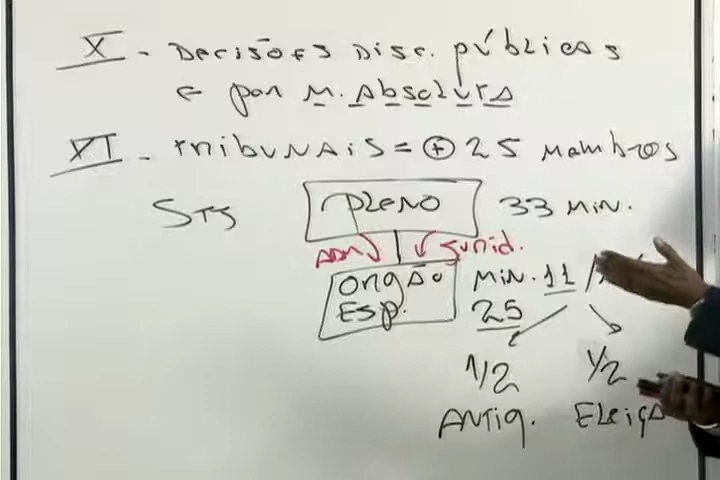 X - Decisões Disc. públicas
e por M. Absoluta
XI - tribunais = + 25 membros
STJ PLENO 33 Min.
ADM Jurid.
Orgão Min. 11 /
Esp. 25
1/2 1/2
Antig. Eleiçã